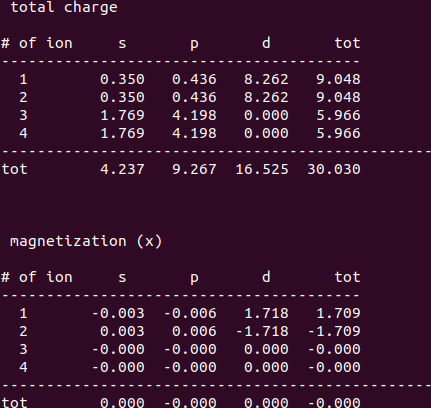 total charge
# of ion s p d tot
------------------------------------------
1 0.350 0.436 8.262 9.048
2 0.350 0.436 8.262 9.048
3 1.769 4.198 0.000 5.966
4 1.769 4.198 0.000 5.966
--------------------------------------------------
tot 4.237 9.267 16.525 30.030
magnetization (x)
# of ion s p d tot
------------------------------------------
1 -0.003 -0.006 1.718 1.709
2 0.003 0.006 -1.718 -1.709
3 -0.000 -0.000 0.000 -0.000
4 -0.000 -0.000 0.000 -0.000
--------------------------------------------------
tot 0.000 -0.000 0.000 -0.000